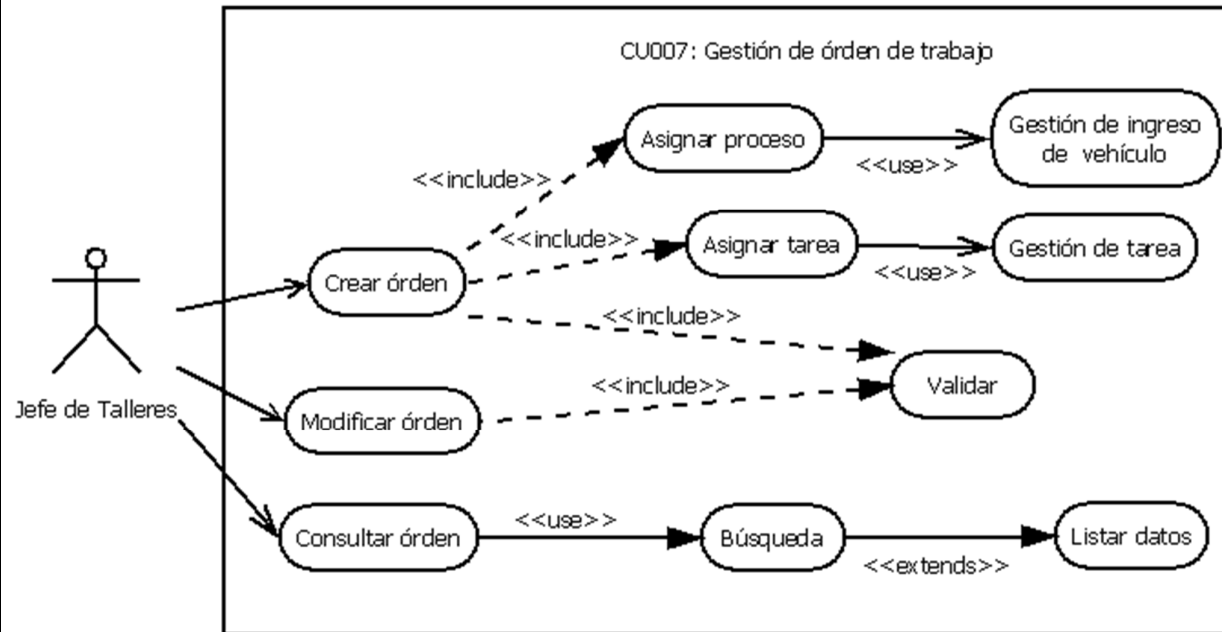 CU007: Gestión de órden de trabajo
Asignar proceso
<<use>>
Gestión de ingreso
de vehículo
<<include>>
<<include>>
Asignar tarea
<<use>>
Gestión de tarea
Crear órden
<<include>>
Jefe de Talleres
Modificar órden
<<include>>
Validar
Consultar órden
<<use>>
Búsqueda
<<extends>>
Listar datos